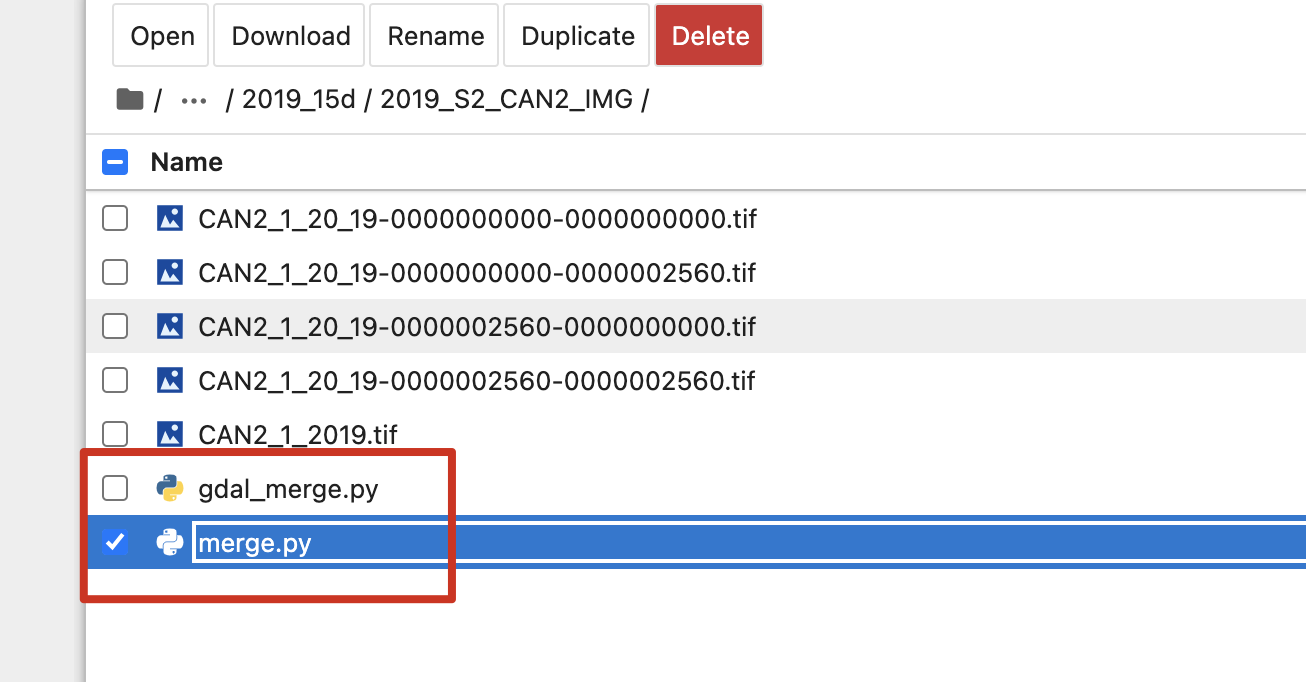 Open Download Rename Duplicate Delete
/ ... / 2019_15d / 2019_S2_CAN2_IMG /
Name
CAN2_1_20_19-0000000000-0000000000.tif
CAN2_1_20_19-0000000000-0000002560.tif
CAN2_1_20_19-0000002560-0000000000.tif
CAN2_1_20_19-0000002560-0000002560.tif
CAN2_1_2019.tif
gdal_merge.py
merge.py